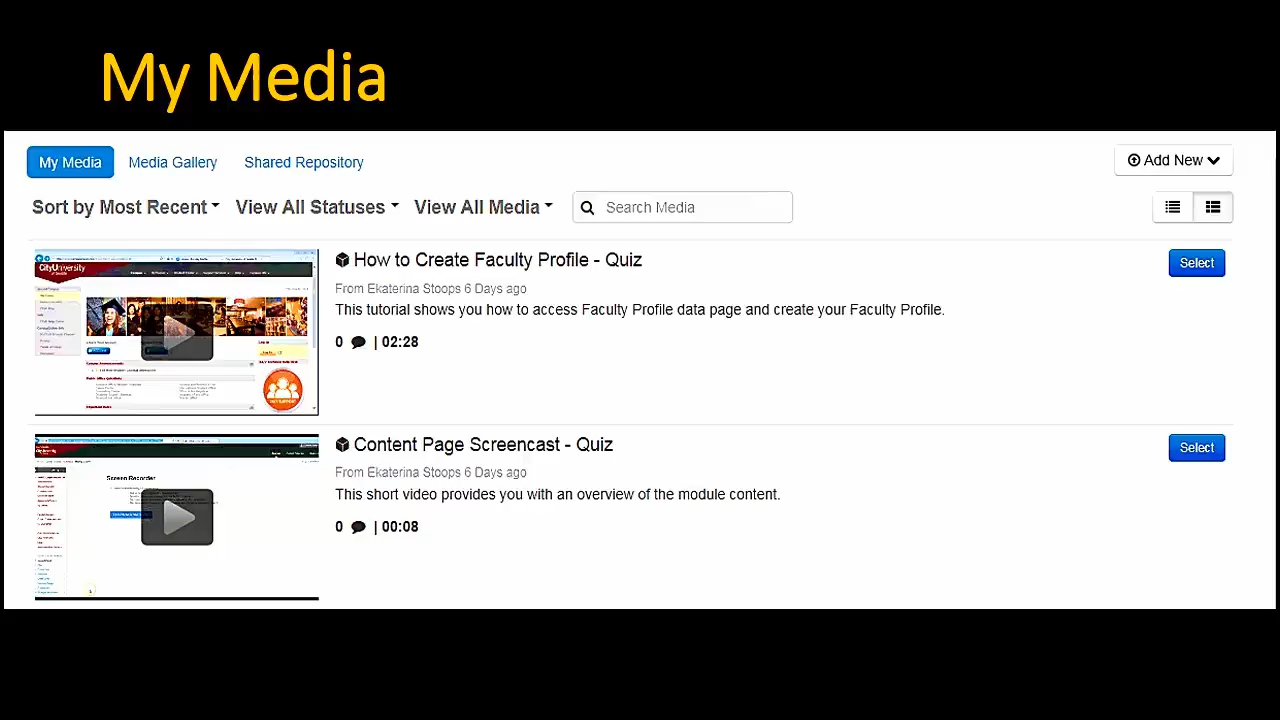 My Media
My Media Media Gallery Shared Repository Add New
Sort by Most Recent View All Statuses View All Media Search Media
CityUniversity
How to Create Faculty Profile - Quiz
Select
From Ekaterina Stoops 6 Days ago
This tutorial shows you how to access Faculty Profile data page and create your Faculty Profile.
0 | 02:28
Content Page Screencast - Quiz
Select
From Ekaterina Stoops 6 Days ago
Screen Recorder
This short video provides you with an overview of the module content.
0 | 00:08